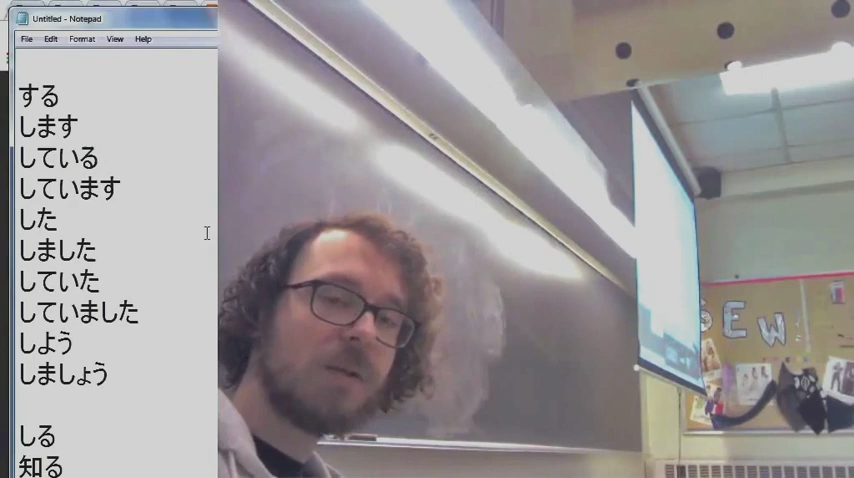 Untitled - Notepad
File Edit Format View Help
する
します
している
しています
した
しました
していた
していました
しよう
しましょう
しる
知る
SEW